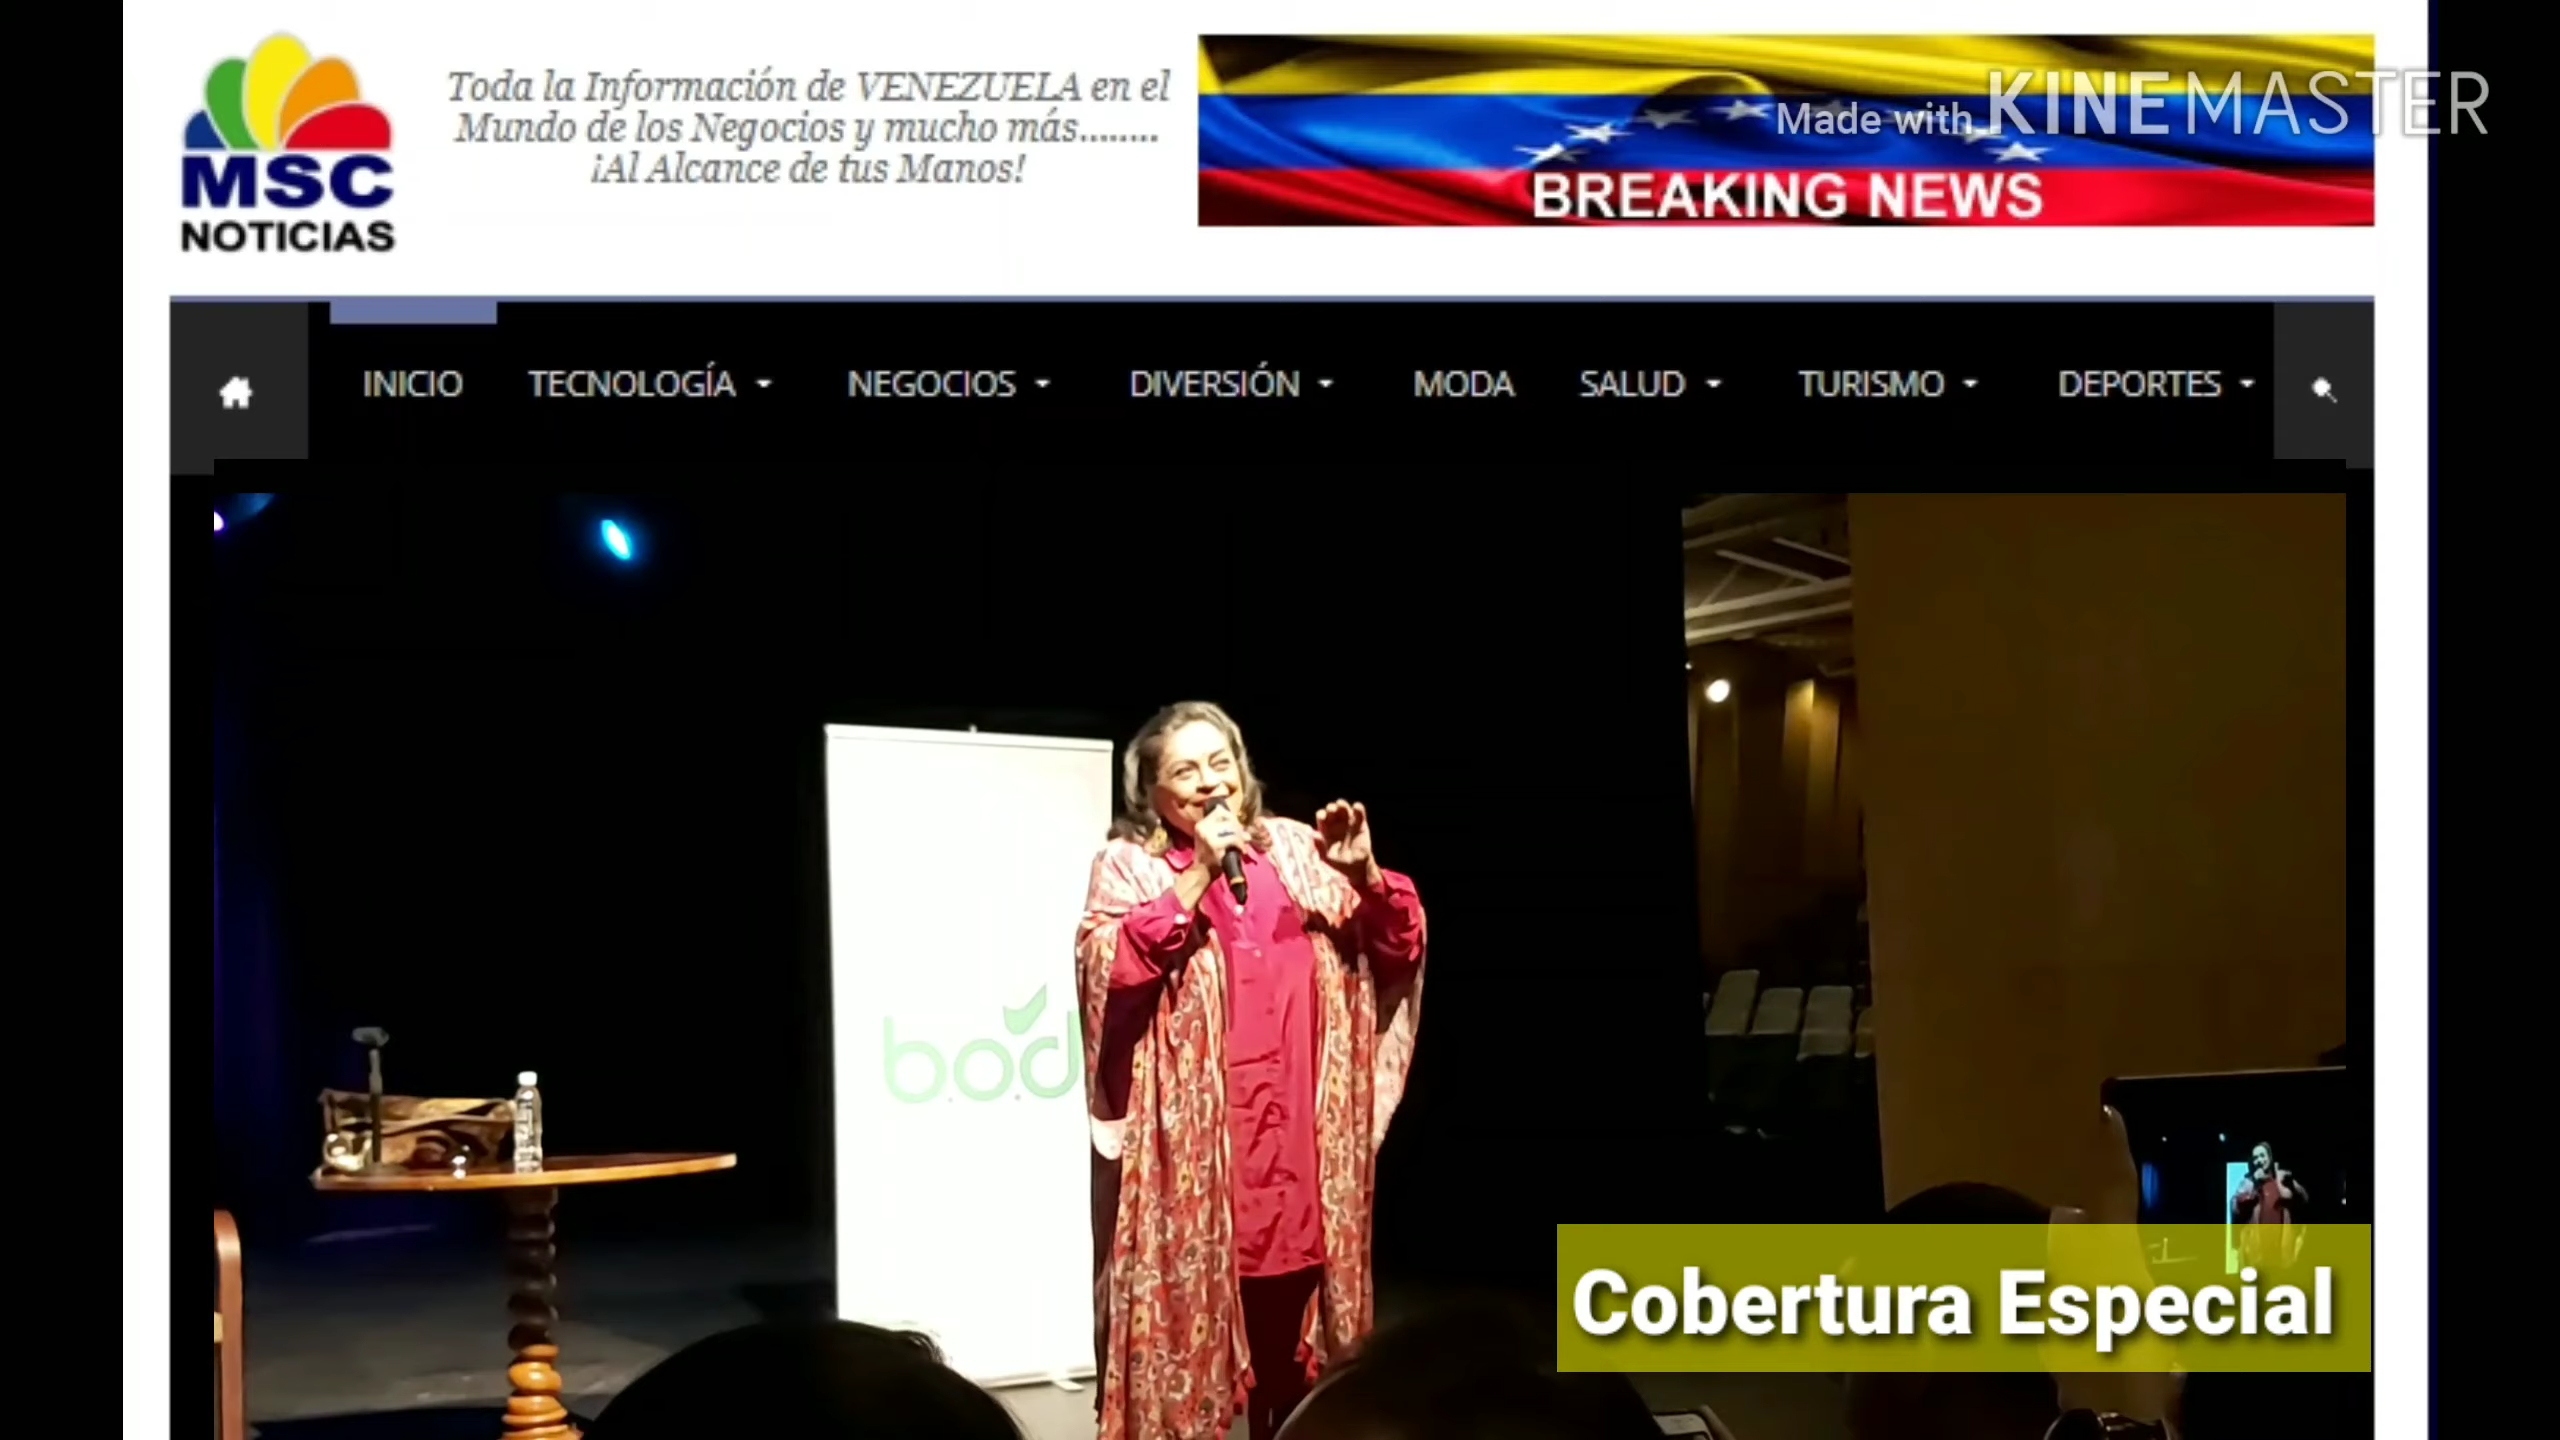 MSC
NOTICIAS
Toda la Información de VENEZUELA en el
Mundo de los Negocios y mucho más........
¡Al Alcance de tus Manos!
BREAKING NEWS
Made with KINEMASTER
INICIO TECNOLOGÍA NEGOCIOS DIVERSIÓN MODA SALUD TURISMO DEPORTES
b.o.d
Cobertura Especial